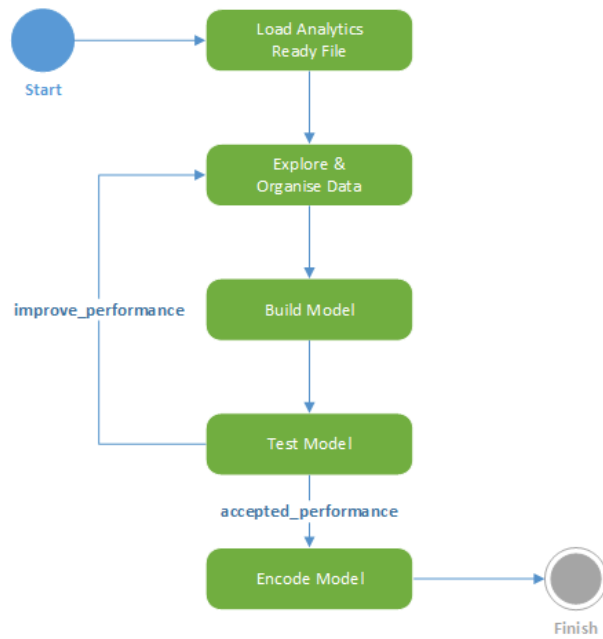 Load Analytics
Ready File
Start
Explore &
Organise Data
improve_performance
Build Model
Test Model
accepted_performance
Encode Model
Finish